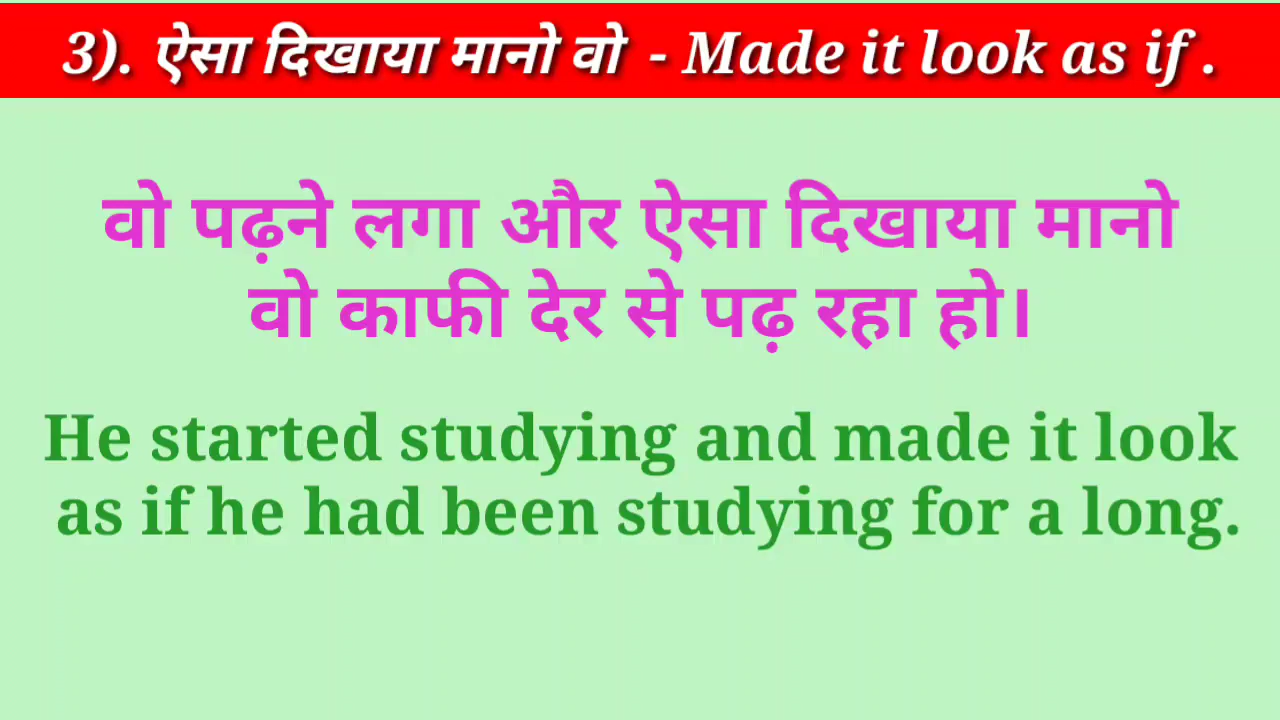 3). ऐसा दिखाया मानो वो - Made it look as if .
वो पढ़ने लगा और ऐसा दिखाया मानो
वो काफी देर से पढ़ रहा हो।
He started studying and made it look
as if he had been studying for a long.